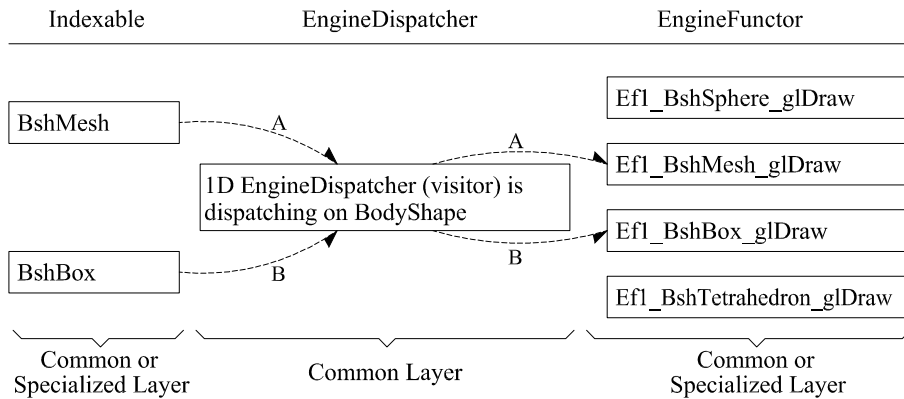 Indexable
EngineDispatcher
EngineFunctor
BshMesh
A
A
1D EngineDispatcher (visitor) is
dispatching on BodyShape
B
B
BshBox
Ef1_BshSphere_glDraw
Ef1_BshMesh_glDraw
Ef1_BshBox_glDraw
Ef1_BshTetrahedron_glDraw
Common or
Specialized Layer
Common Layer
Common or
Specialized Layer